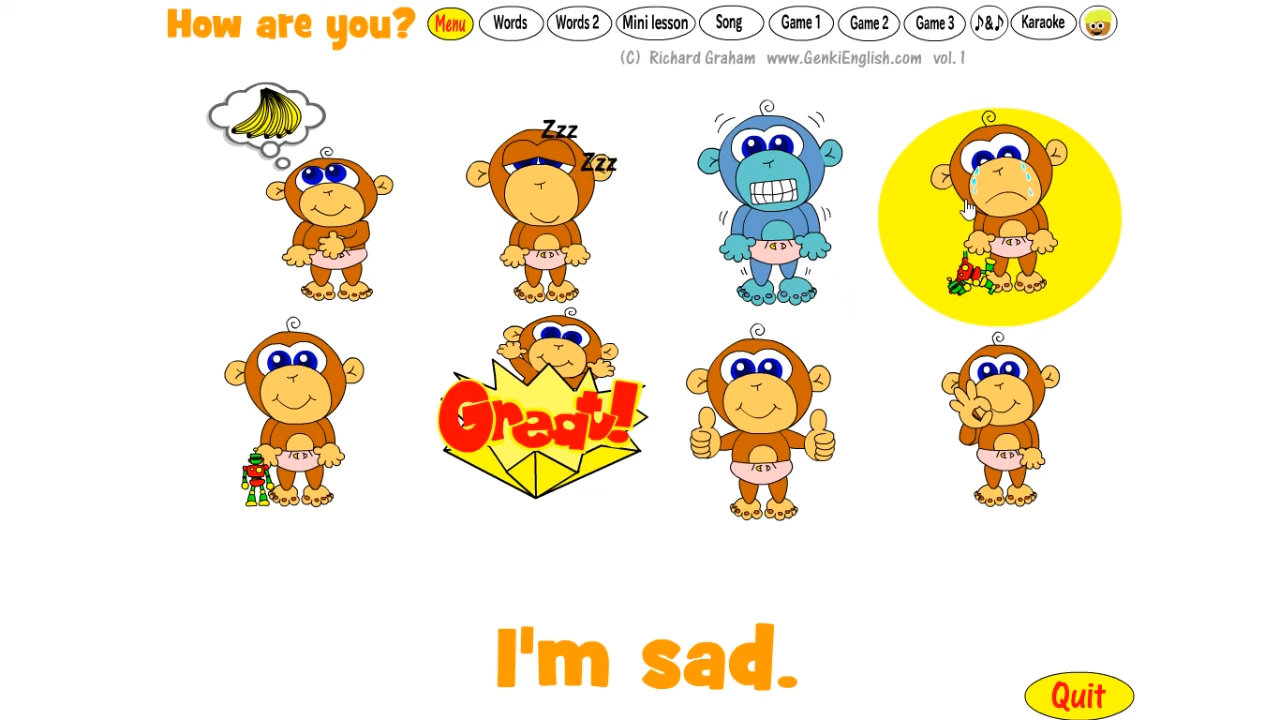 How are you?
Menu
Words
Words 2
Mini lesson
Song
Game 1
Game 2
Game 3
♪&♪
Karaoke
(C) Richard Graham www.GenkiEnglish.com vol. 1
Zzz
Zzz
Great!
I'm sad.
Quit